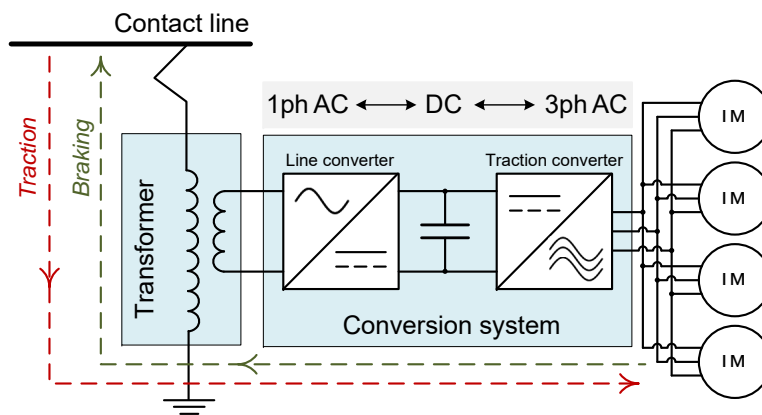 Contact line
1ph AC ⟷ DC ⟷ 3ph AC
Traction
Braking
Transformer
Line converter
Traction converter
Conversion system
IM
IM
IM
IM